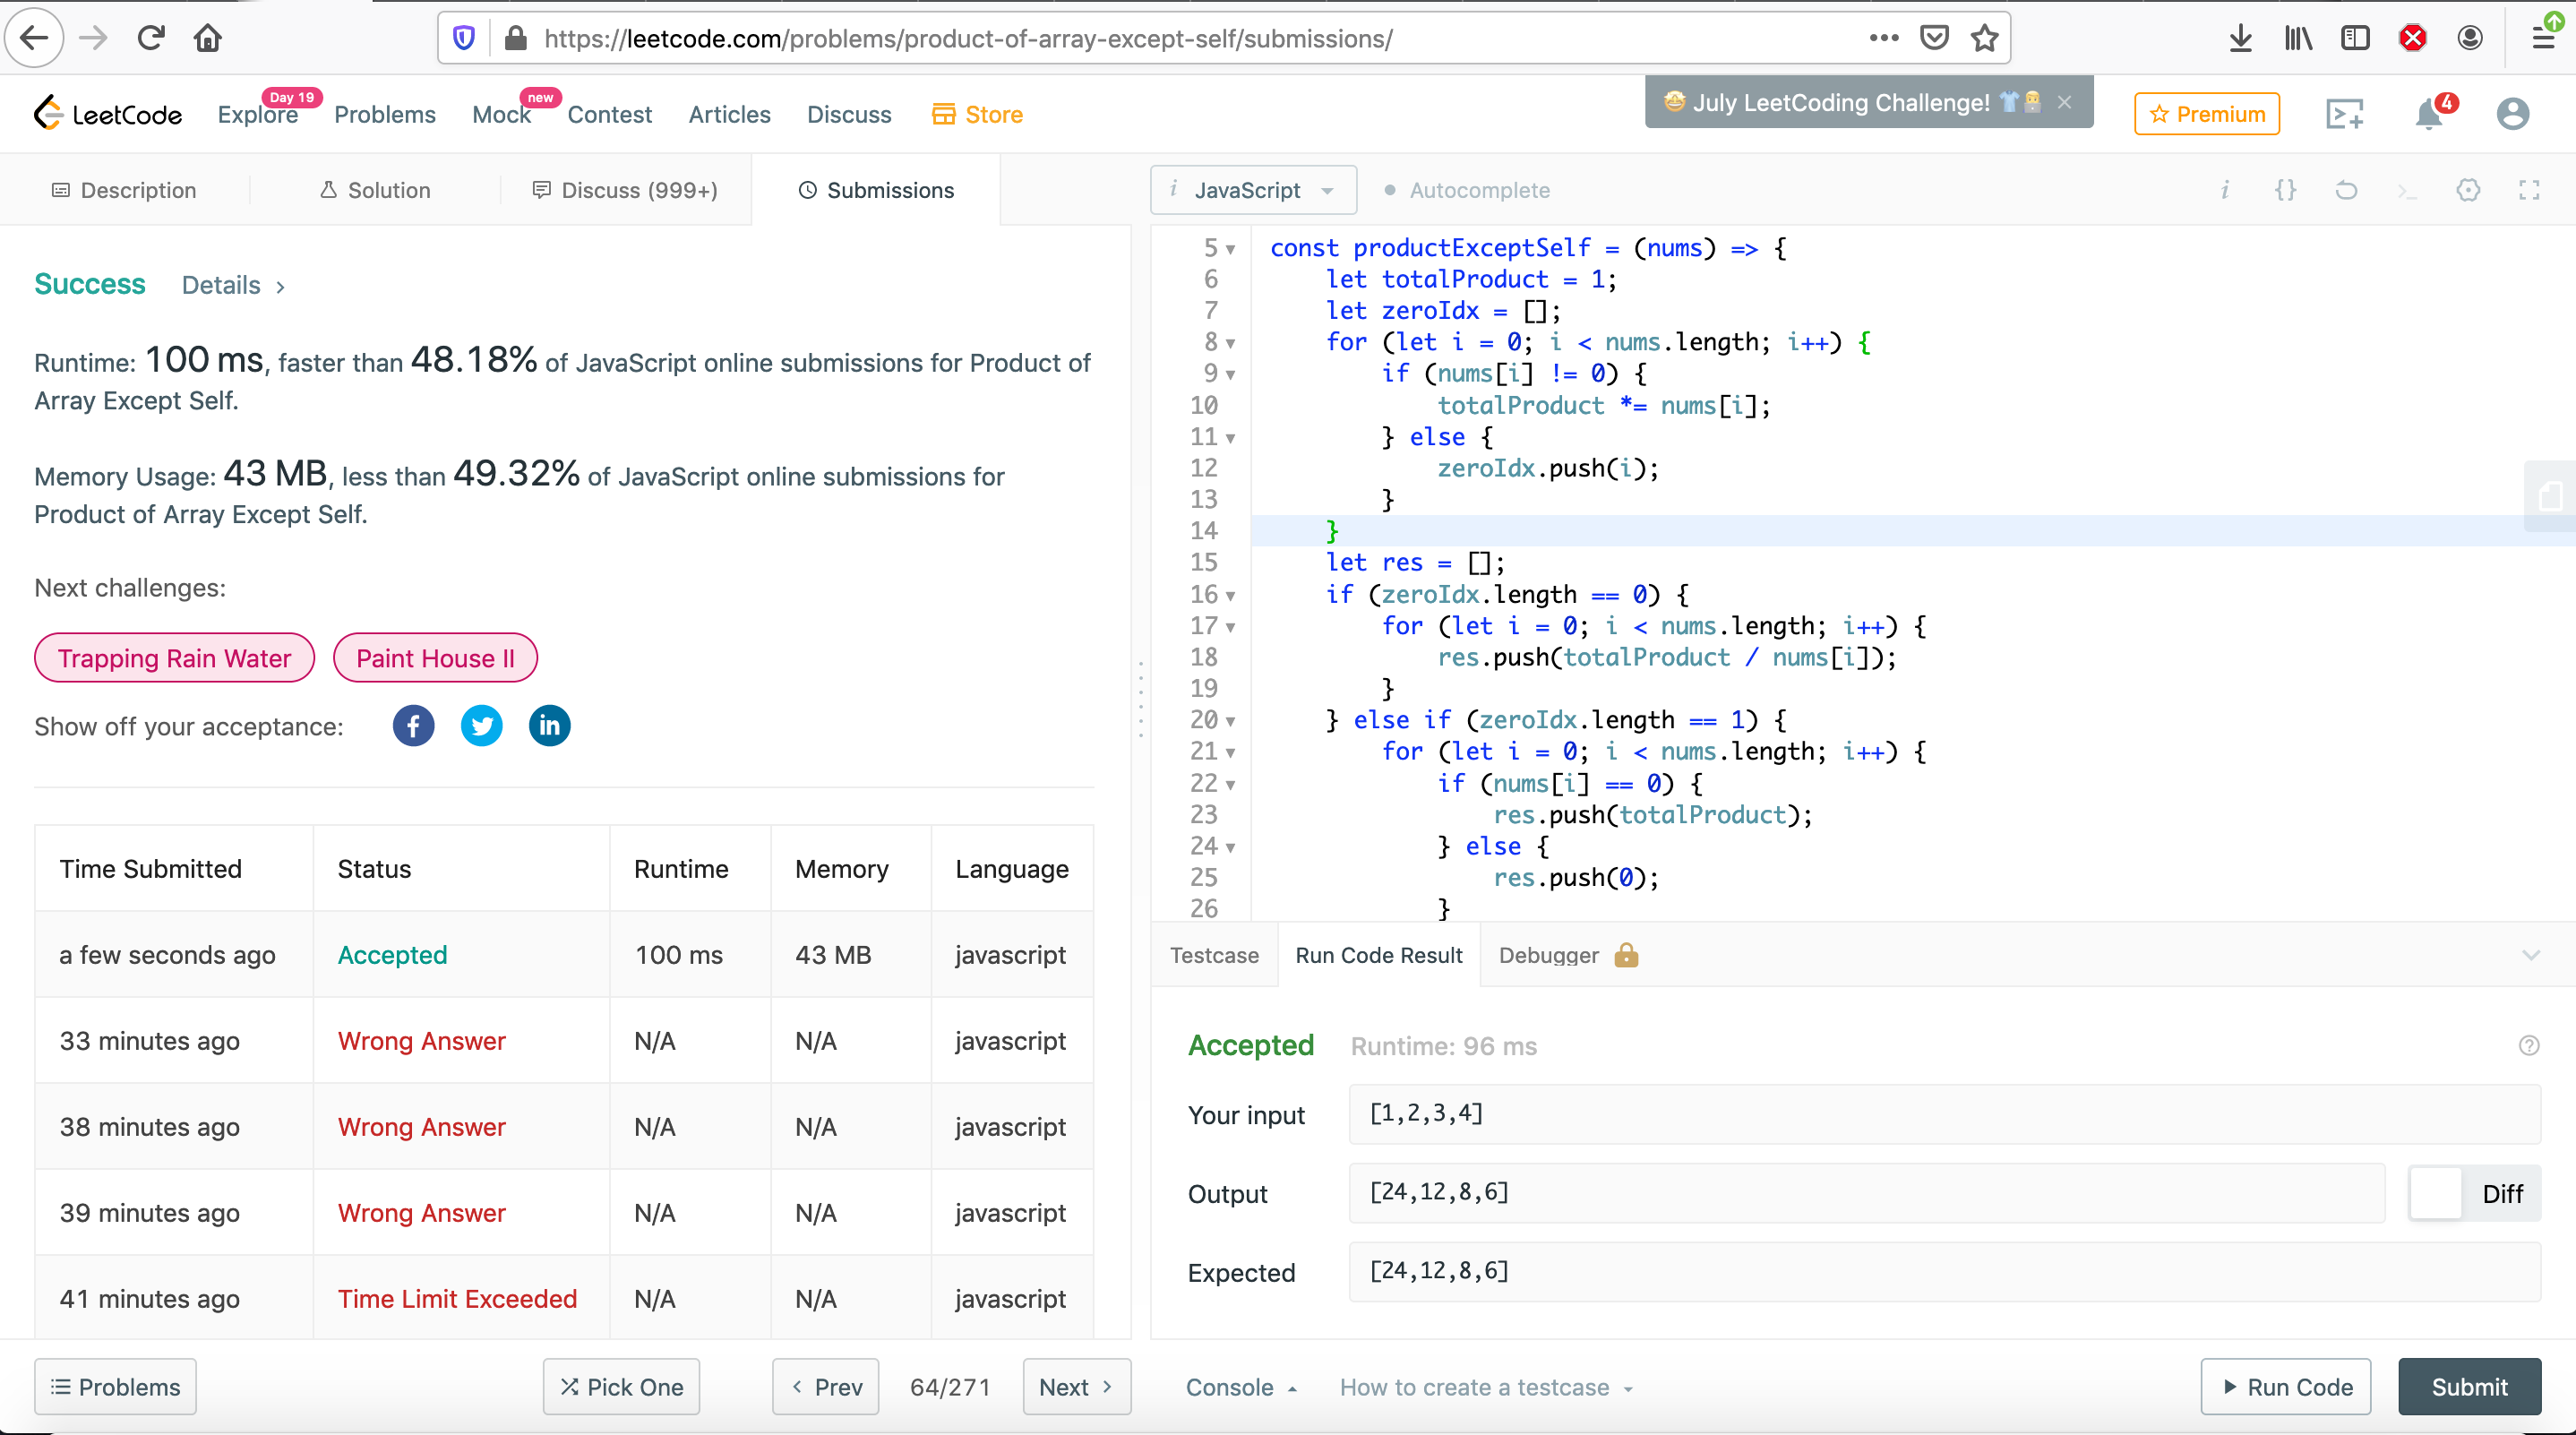 https://leetcode.com/problems/product-of-array-except-self/submissions/
LeetCode
Explore
Day 19
Problems
Mock
new
Contest
Articles
Discuss
Store
July LeetCoding Challenge!
Premium
4
Description
Solution
Discuss (999+)
Submissions
Success
Details
Runtime: 100 ms, faster than 48.18% of JavaScript online submissions for Product of
Array Except Self.
Memory Usage: 43 MB, less than 49.32% of JavaScript online submissions for
Product of Array Except Self.
Next challenges:
Trapping Rain Water
Paint House II
Show off your acceptance:
Time Submitted Status Runtime Memory Language
a few seconds ago Accepted 100 ms 43 MB javascript
33 minutes ago Wrong Answer N/A N/A javascript
38 minutes ago Wrong Answer N/A N/A javascript
39 minutes ago Wrong Answer N/A N/A javascript
41 minutes ago Time Limit Exceeded N/A N/A javascript
Problems
Pick One
Prev
64/271
Next
i JavaScript
Autocomplete
5 const productExceptSelf = (nums) => {
6 let totalProduct = 1;
7 let zeroIdx = [];
8 for (let i = 0; i < nums.length; i++) {
9 if (nums[i] != 0) {
10 totalProduct *= nums[i];
11 } else {
12 zeroIdx.push(i);
13 }
14 }
15 let res = [];
16 if (zeroIdx.length == 0) {
17 for (let i = 0; i < nums.length; i++) {
18 res.push(totalProduct / nums[i]);
19 }
20 } else if (zeroIdx.length == 1) {
21 for (let i = 0; i < nums.length; i++) {
22 if (nums[i] == 0) {
23 res.push(totalProduct);
24 } else {
25 res.push(0);
26 }
Testcase
Run Code Result
Debugger
Accepted
Runtime: 96 ms
Your input
[1,2,3,4]
Output
[24,12,8,6]
Diff
Expected
[24,12,8,6]
Console
How to create a testcase
Run Code
Submit